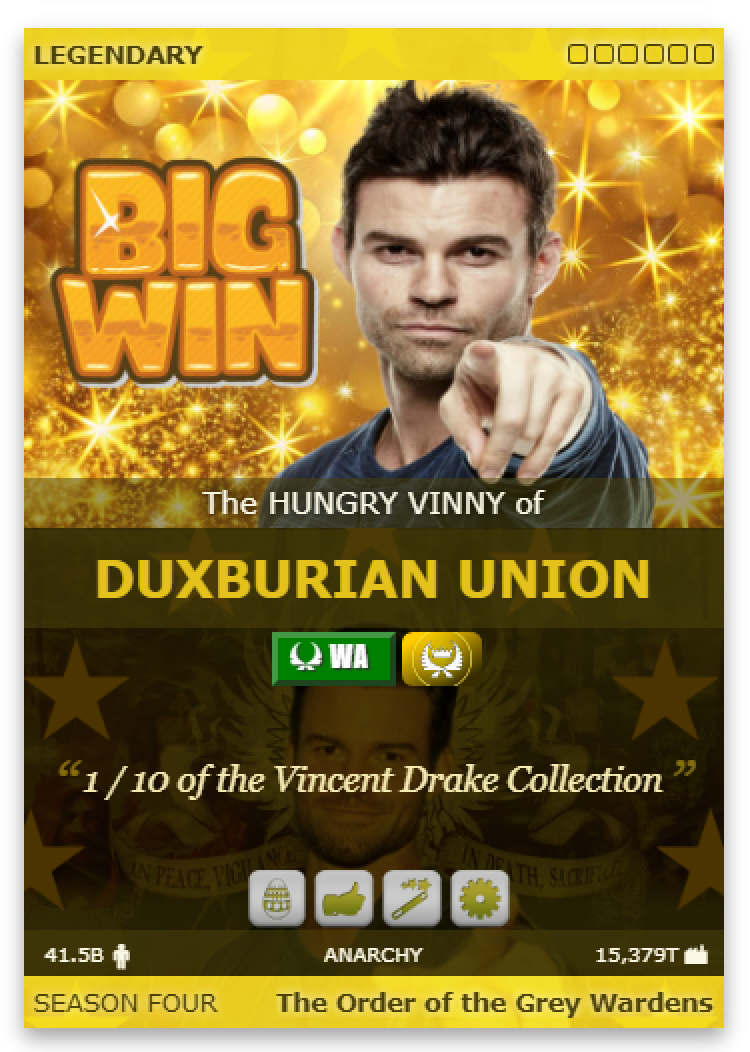 LEGENDARY
BIG
WIN
The HUNGRY VINNY of
DUXBURIAN UNION
WA
“1 / 10 of the Vincent Drake Collection”
IN PEACE, VIGILANCE
IN DEATH, SACRIFICE
41.5B ANARCHY 15,379T
SEASON FOUR The Order of the Grey Wardens